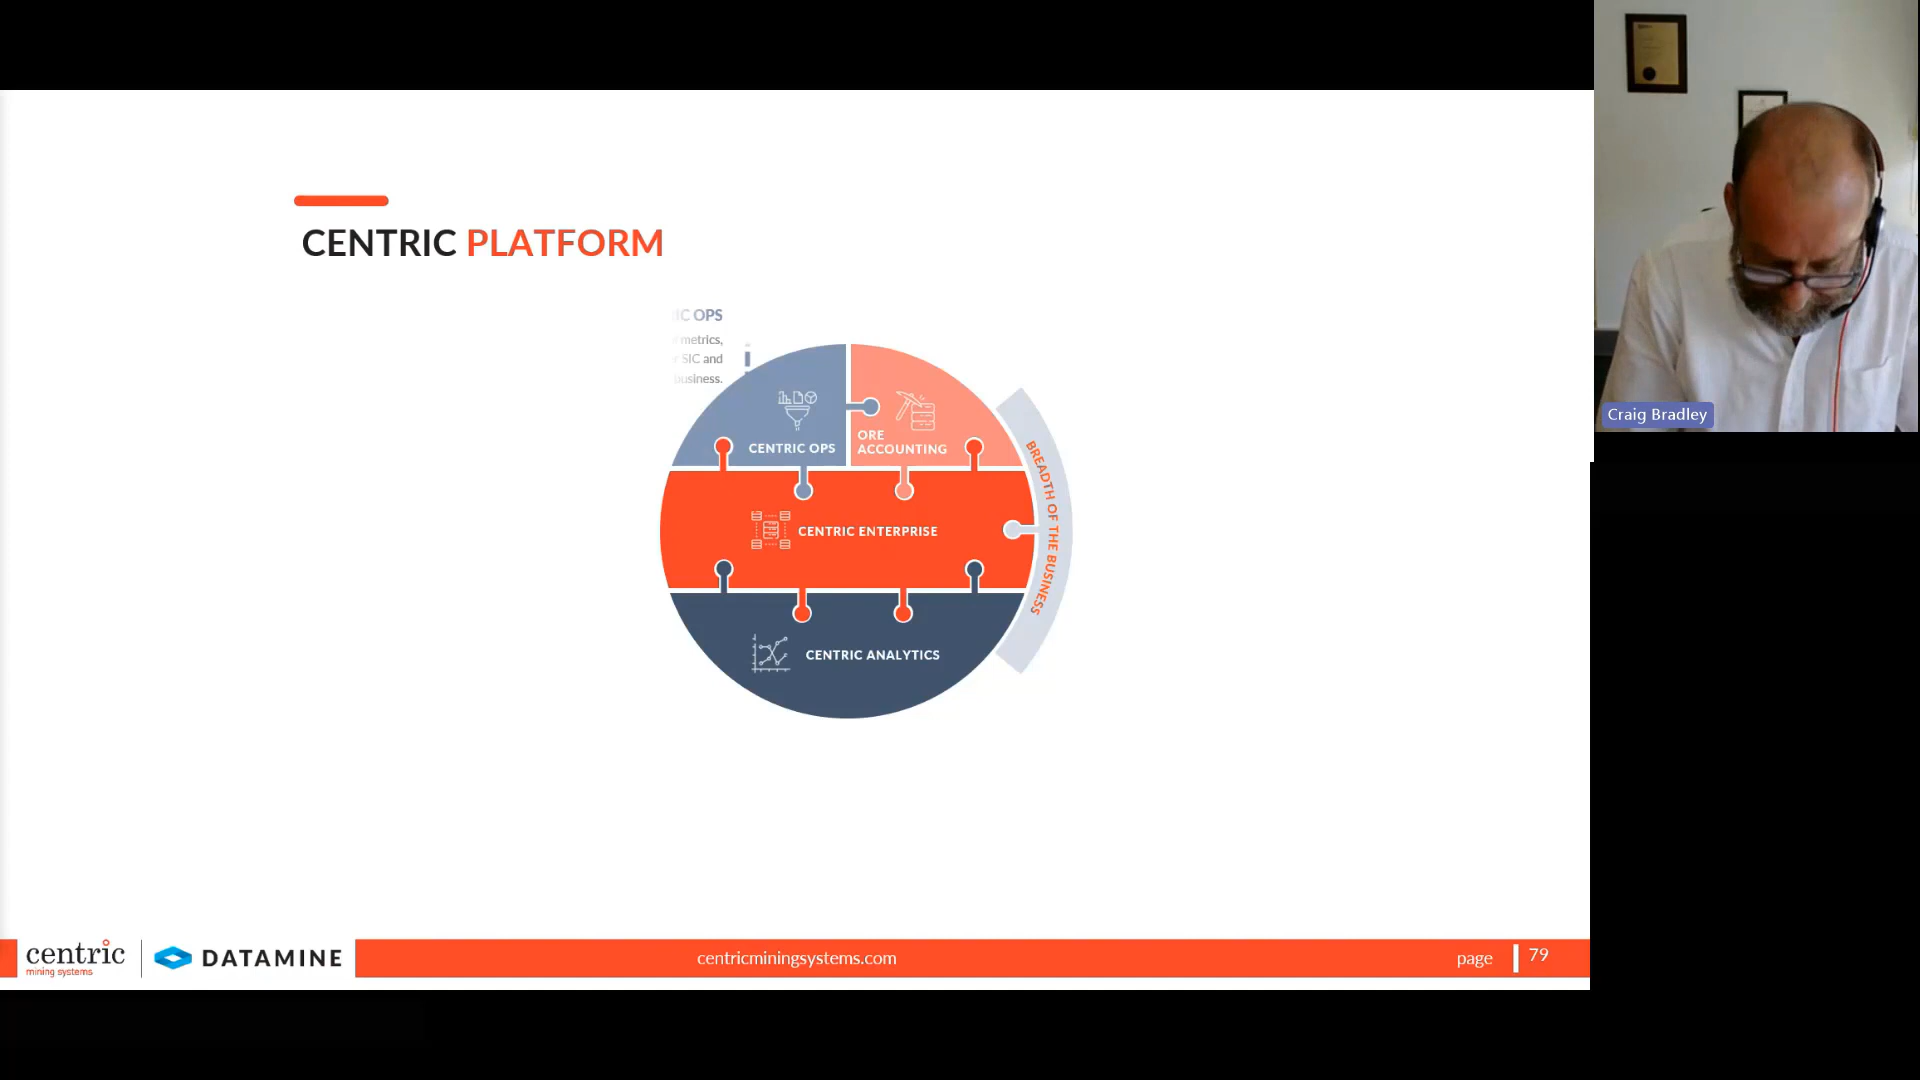 CENTRIC PLATFORM
IC OPS
metrics,
SIC and
business.
CENTRIC OPS
ORE
ACCOUNTING
CENTRIC ENTERPRISE
CENTRIC ANALYTICS
BREADTH OF THE BUSINESS
Craig Bradley
centric
mining systems
DATAMINE
centricminingsystems.com
page 79